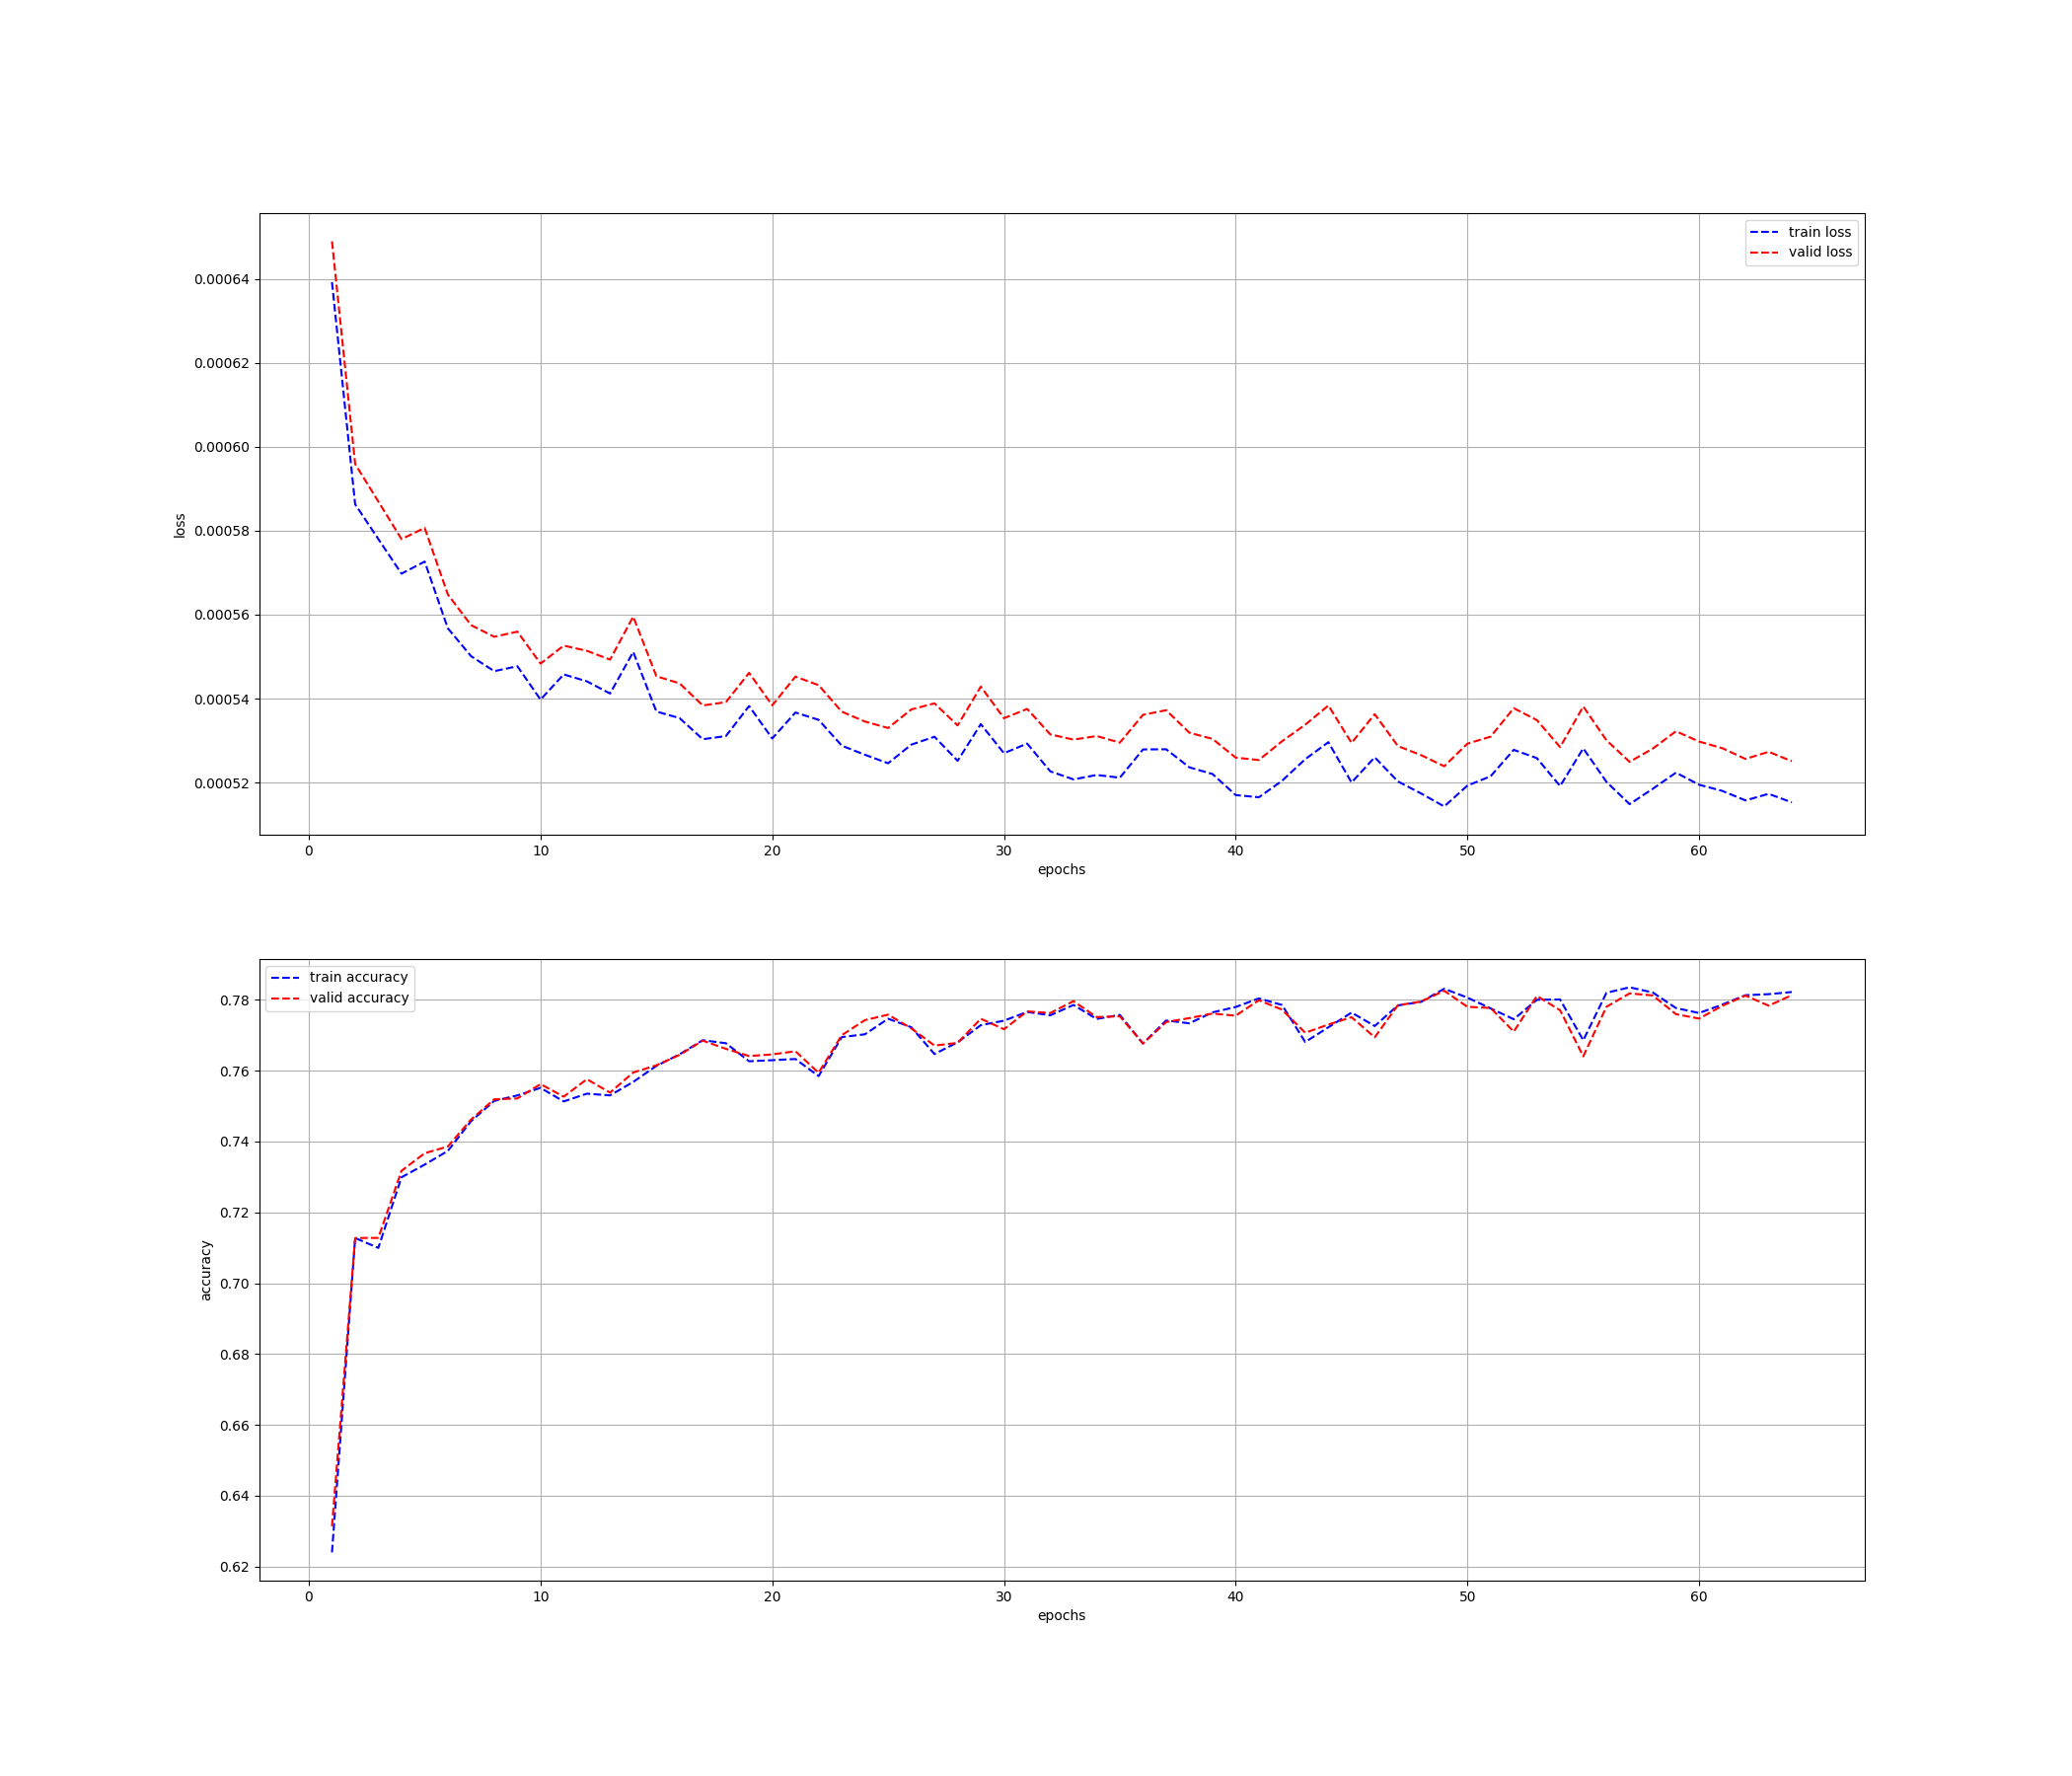 train loss
valid loss
0.00064
0.00062
0.00060
0.00058
0.00056
0.00054
0.00052
loss
0 10 20 30 40 50 60
epochs
train accuracy
valid accuracy
0.78
0.76
0.74
0.72
0.70
0.68
0.66
0.64
0.62
accuracy
0 10 20 30 40 50 60
epochs